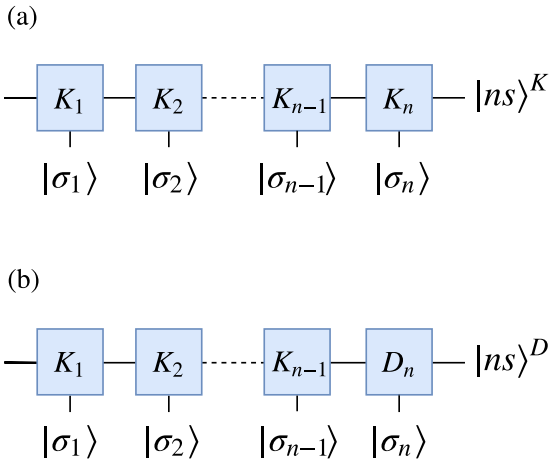 (a)
K₁ K₂ Kₙ₋₁ Kₙ |ns⟩ᴷ
|σ₁⟩ |σ₂⟩ |σₙ₋₁⟩ |σₙ⟩
(b)
K₁ K₂ Kₙ₋₁ Dₙ |ns⟩ᴰ
|σ₁⟩ |σ₂⟩ |σₙ₋₁⟩ |σₙ⟩